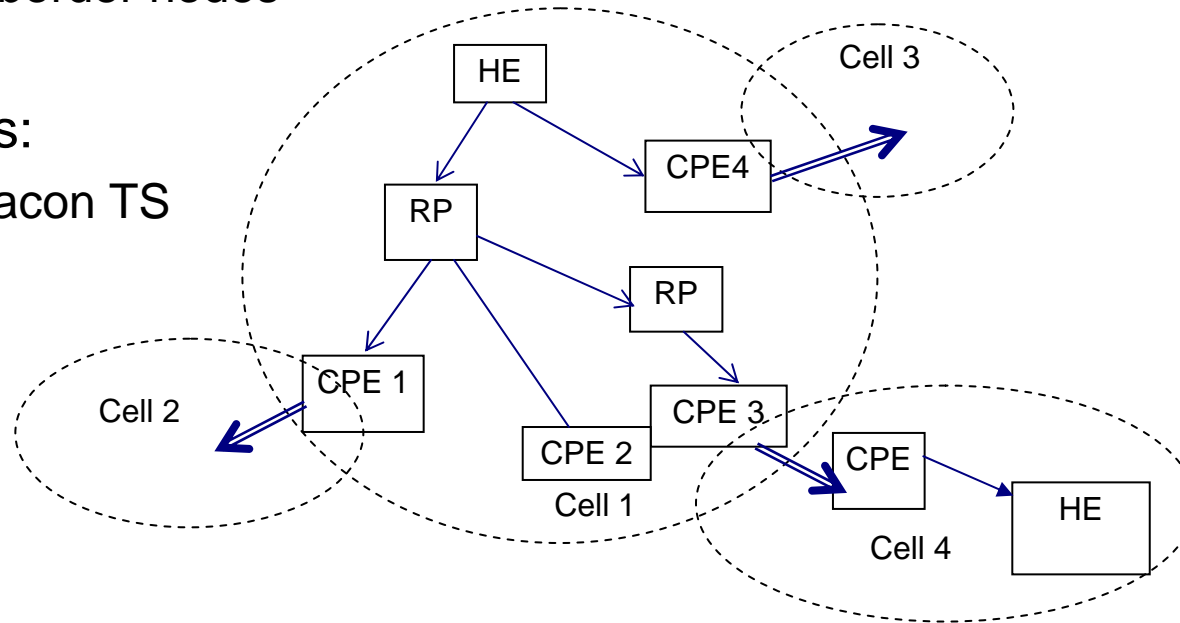 nodes
s:
TS
HE
Cell 3
CPE4
RP
RP
CPE 1
Cell 2
CPE 3
CPE 2
CPE
Cell 1
HE
Cell 4